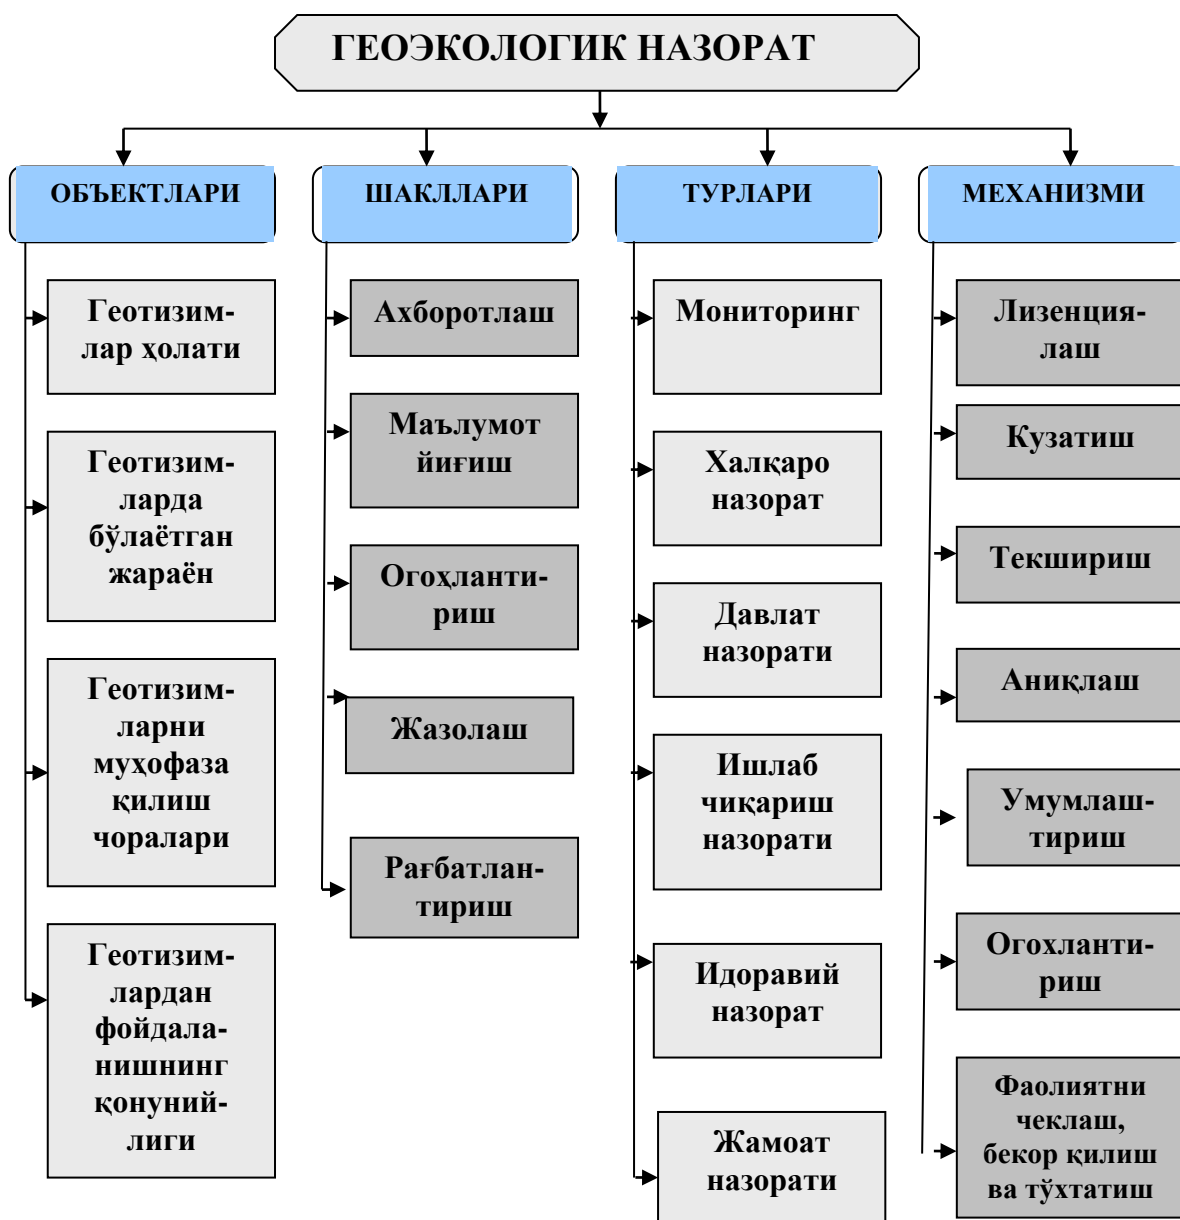 ГЕОЭКОЛОГИК НАЗОРАТ
ОБЪЕКТЛАРИ
Геотизим-
лар ҳолати
Геотизим-
ларда
бўлаётган
жараён
Геотизим-
ларни
муҳофаза
қилиш
чоралари
Геотизим-
лардан
фойдала-
нишнинг
қонуний-
лиги
ШАКЛЛАРИ
Ахборотлаш
Маълумот
йиғиш
Огоҳланти-
риш
Жазолаш
Рағбатлан-
тириш
ТУРЛАРИ
Мониторинг
Халқаро
назорат
Давлат
назорати
Ишлаб
чиқариш
назорати
Идоравий
назорат
Жамоат
назорати
МЕХАНИЗМИ
Лизенция-
лаш
Кузатиш
Текшириш
Аниқлаш
Умумлаш-
тириш
Огохланти-
риш
Фаолиятни
чеклаш,
бекор қилиш
ва тўхтатиш